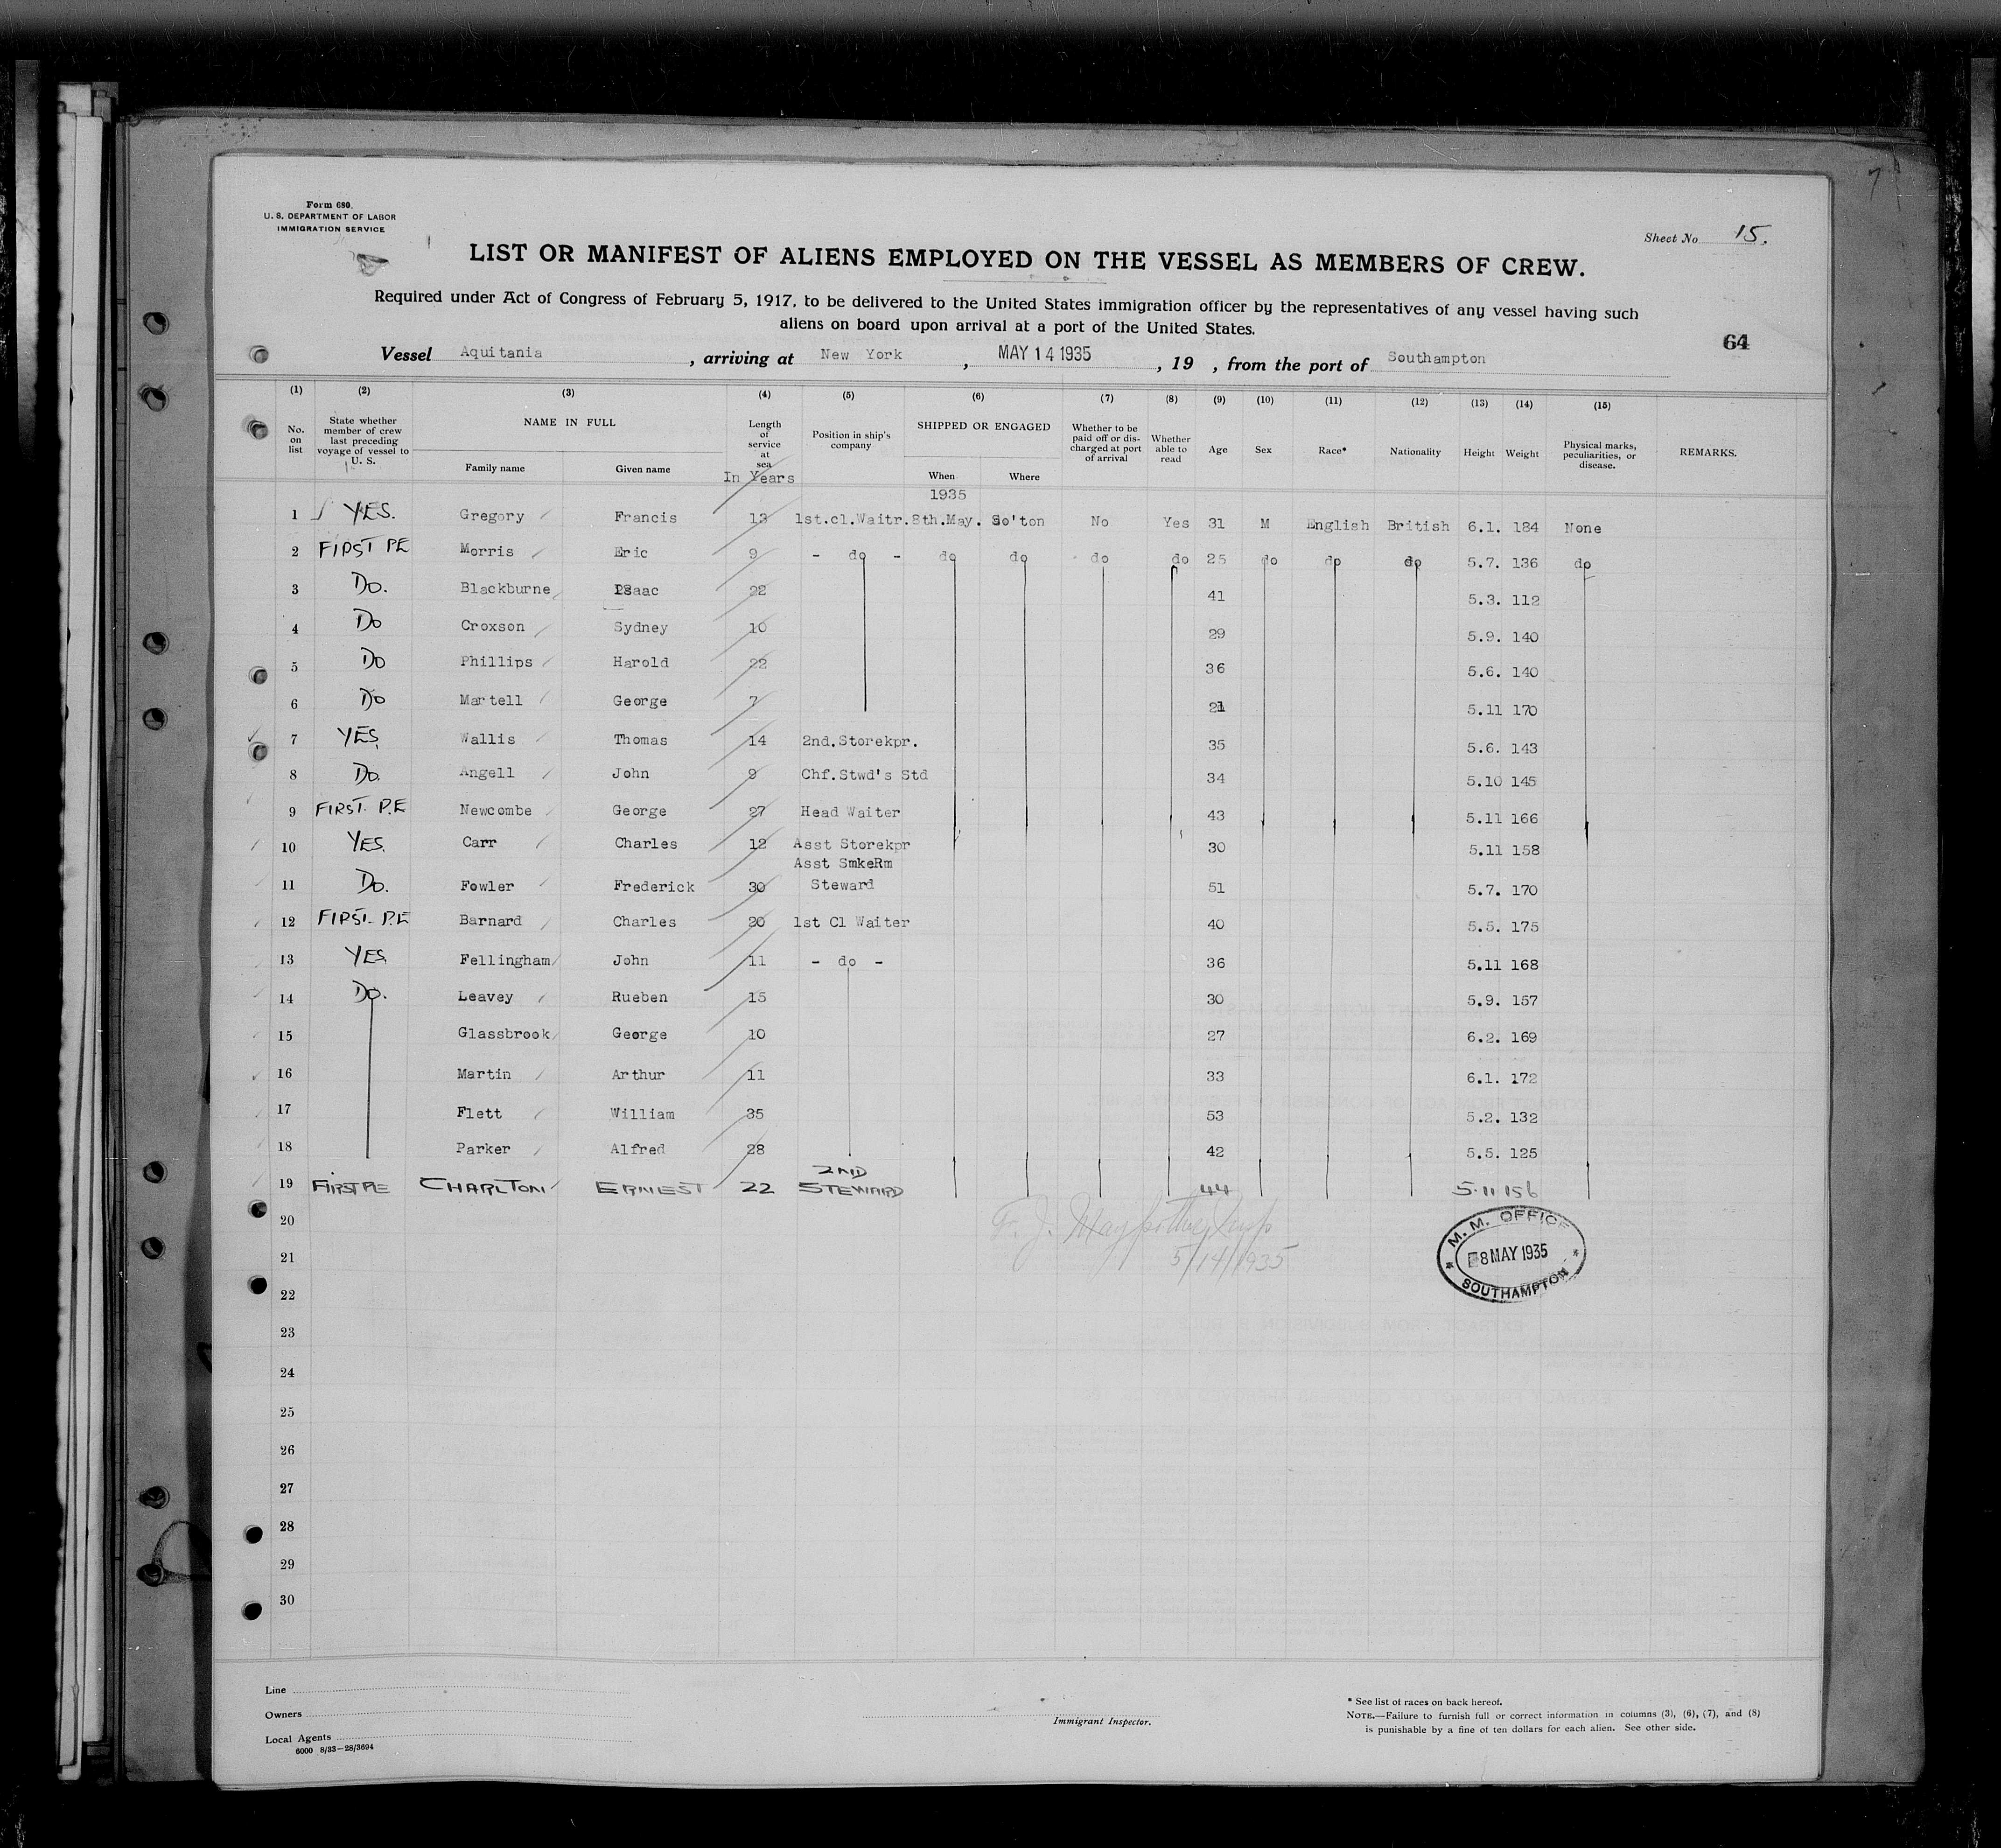 Form 680
U. S. DEPARTMENT OF LABOR
IMMIGRATION SERVICE
Sheet No 15.
LIST OR MANIFEST OF ALIENS EMPLOYED ON THE VESSEL AS MEMBERS OF CREW.
Required under Act of Congress of February 5, 1917, to be delivered to the United States immigration officer by the representatives of any vessel having such
aliens on board upon arrival at a port of the United States.
64
Vessel Aquitania , arriving at New York , MAY 14 1935 , 19 , from the port of Southampton
(1) (2) (3) (4) (5) (6) (7) (8) (9) (10) (11) (12) (13) (14) (15)
No. on list
State whether member of crew last preceding voyage of vessel to U. S.
NAME IN FULL
Family name
Given name
Length of service at sea
In Years
Position in ship's company
SHIPPED OR ENGAGED
When
Where
Whether to be paid off or discharged at port of arrival
Whether able to read
Age
Sex
Race*
Nationality
Height
Weight
Physical marks, peculiarities, or disease.
REMARKS.
1935
1 YES. Gregory Francis 13 1st.cl.Waitr. 8th.May. So'ton No Yes 31 M English British 6.1. 184 None
2 FIRST PE Morris Eric 9 - do - do do do do 25 do do do 5.7. 136 do
3 Do. Blackburne Isaac 22 41 5.3. 112
4 Do Croxson Sydney 10 29 5.9. 140
5 Do Phillips Harold 22 36 5.6. 140
6 Do Martell George 7 21 5.11 170
7 YES. Wallis Thomas 14 2nd.Storekpr. 35 5.6. 143
8 Do. Angell John 9 Chf.Stwd's Std 34 5.10 145
9 FIRST. P.E Newcombe George 27 Head Waiter 43 5.11 166
10 YES. Carr Charles 12 Asst Storekpr 30 5.11 158
Asst SmkeRm
11 Do. Fowler Frederick 30 Steward 51 5.7. 170
12 FIRST. P.E Barnard Charles 20 1st Cl Waiter 40 5.5. 175
13 YES Fellingham John 11 - do - 36 5.11 168
14 Do. Leavey Rueben 15 30 5.9. 157
15 Glassbrook George 10 27 6.2. 169
16 Martin Arthur 11 33 6.1. 172
17 Flett William 35 53 5.2. 132
18 Parker Alfred 28 42 5.5. 125
2ND
19 FIRST PE CHARLTON ERNEST 22 STEWARD 44 5.11 156
20
21
22
23
24
25
26
27
28
29
30
5/14/1935
M. M. OFFICE
8 MAY 1935
SOUTHAMPTON
Line
Owners
Local Agents
6000 8/33—28/3694
Immigrant Inspector.
* See list of races on back hereof.
NOTE.—Failure to furnish full or correct information in columns (3), (6), (7), and (8)
is punishable by a fine of ten dollars for each alien. See other side.